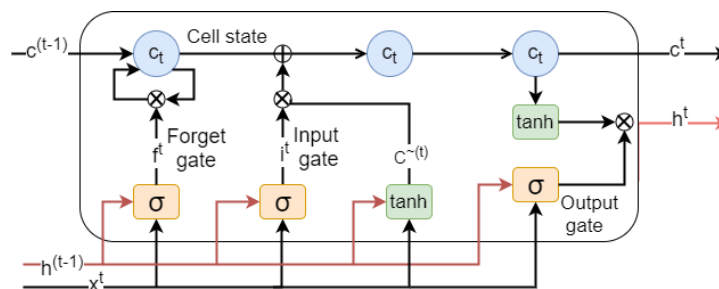 c(t-1)
ct
Cell state
ct
ct
ct
tanh
ht
Forget
gate
ft
Input
gate
it
C~(t)
σ
σ
tanh
σ
Output
gate
h(t-1)
xt